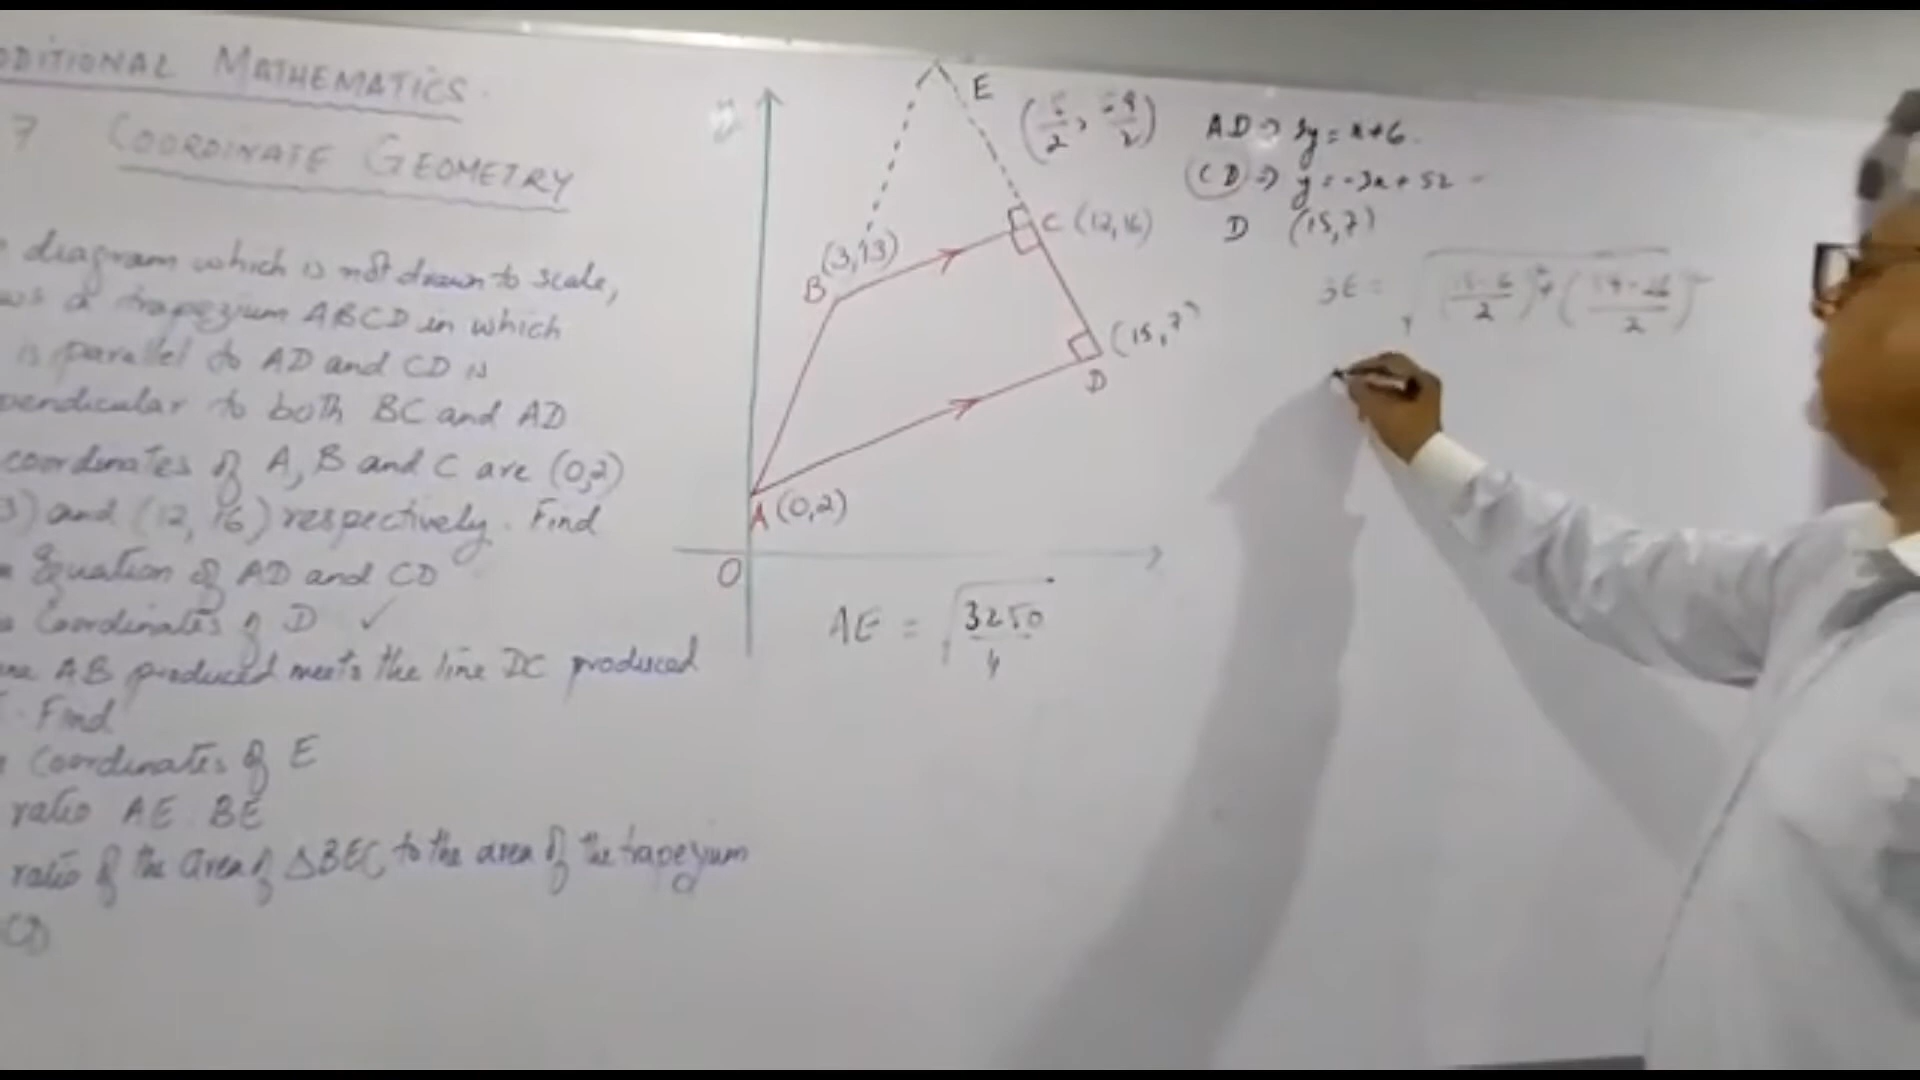 ADDITIONAL MATHEMATICS
7 COORDINATE GEOMETRY
diagram which is not drawn to scale,
a trapezium ABCD in which
is parallel to AD and CD is
pendicular to both BC and AD
coordinates of A, B and C are (0,2)
3) and (12, 16) respectively. Find
Equation of AD and CD
Coordinates of D ✓
AB produced meets the line DC produced
Find
Coordinates of E
ratio AE : BE
ratio of the area of ΔBEC to the area of the trapezium
CD
y
E
B (3,13)
C (12,16)
(15,7)
D
A (0,2)
O
AE = √3250/4
AD ⇒ 3y = x+6.
CD ⇒ y = -3x + 52
D (15,7)